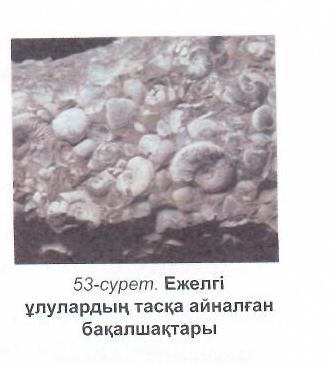 53-сурет. Ежелгі
ұлулардың тасқа айналған
бақалшақтары